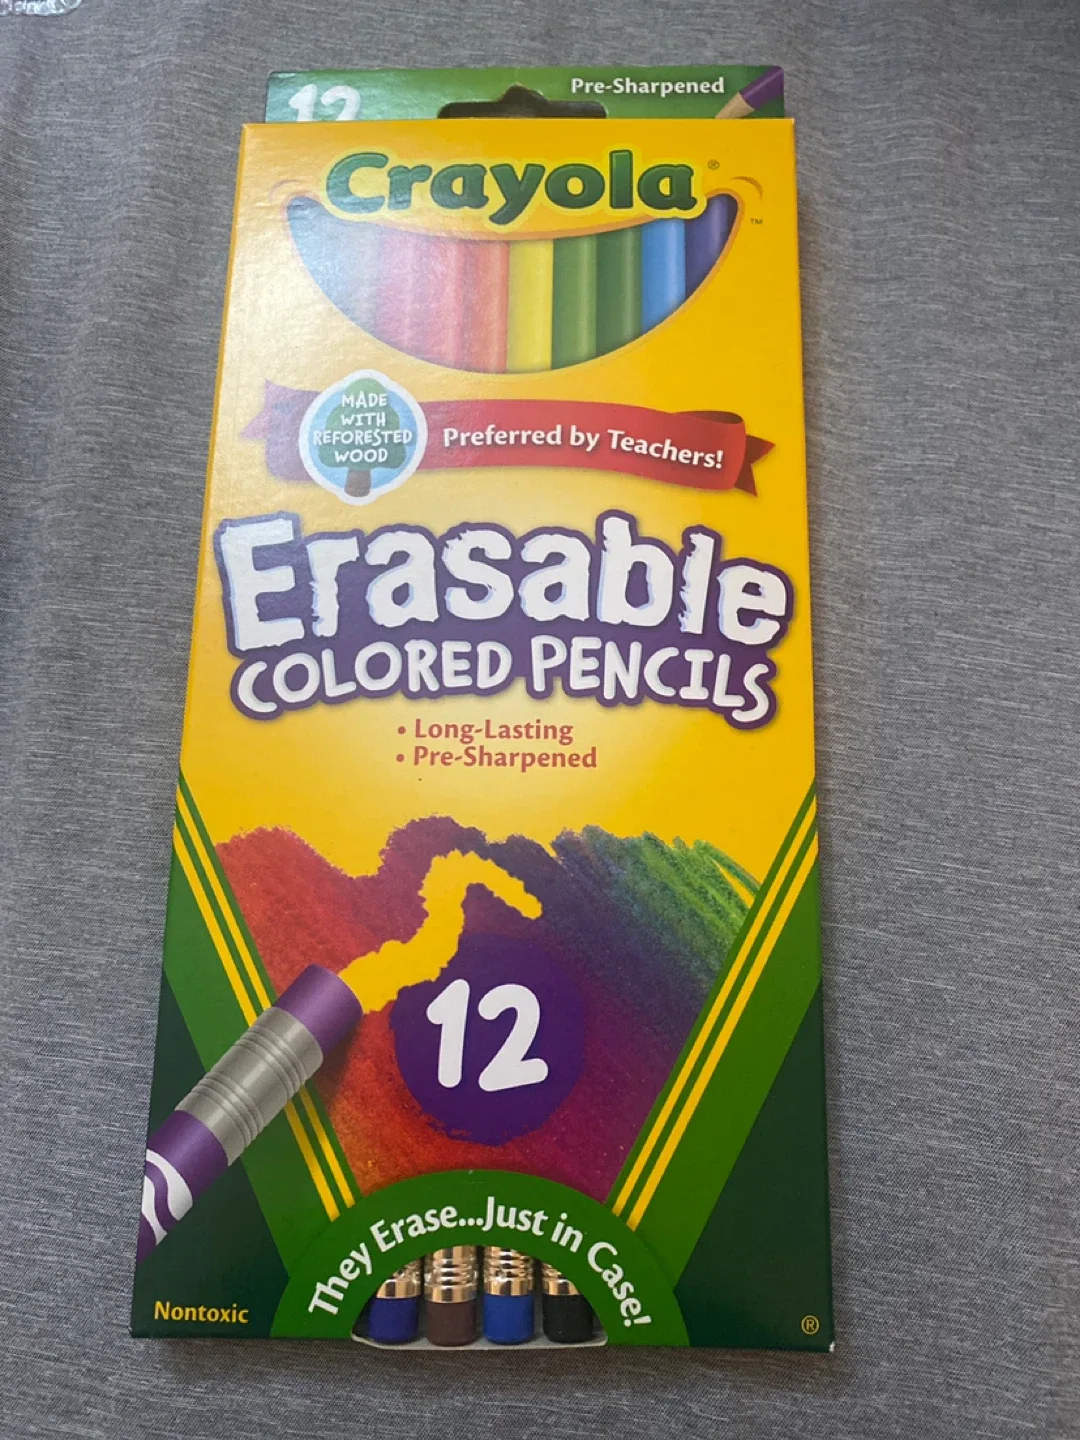 12
Pre-Sharpened
Crayola®
™
MADE
WITH
REFORESTED
WOOD
Preferred by Teachers!
Erasable
COLORED PENCILS
• Long-Lasting
• Pre-Sharpened
12
They Erase...Just in Case!
Nontoxic
®